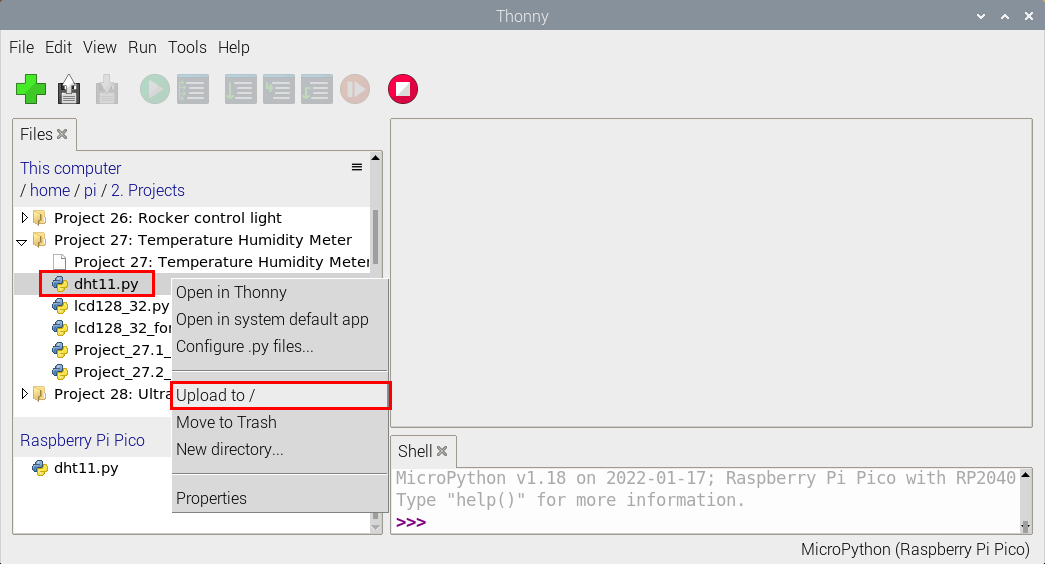 Thonny
File Edit View Run Tools Help
Files
This computer
/ home / pi / 2. Projects
Project 26: Rocker control light
Project 27: Temperature Humidity Meter
Project 27: Temperature Humidity Meter
dht11.py
lcd128_32.py
lcd128_32_fon
Project_27.1_
Project_27.2_
Project 28: Ultra
Open in Thonny
Open in system default app
Configure .py files...
Upload to /
Move to Trash
New directory...
Properties
Raspberry Pi Pico
dht11.py
Shell
MicroPython v1.18 on 2022-01-17; Raspberry Pi Pico with RP2040
Type "help()" for more information.
>>>
MicroPython (Raspberry Pi Pico)